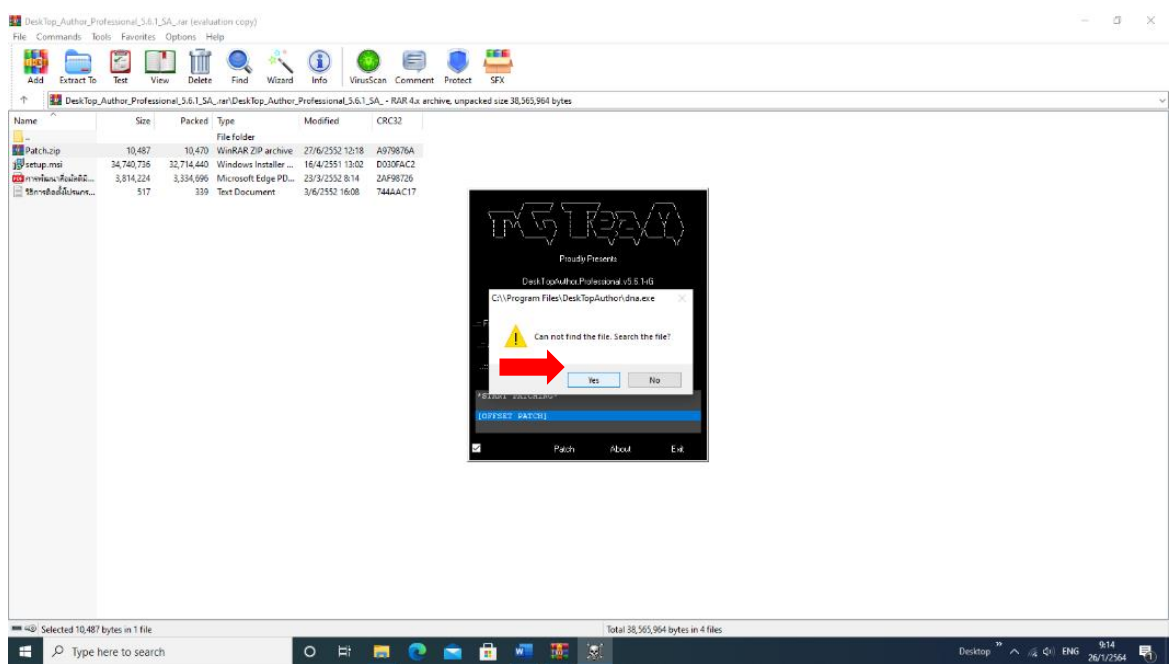 DeskTop_Author_Professional_5.6.1_SA_.rar (evaluation copy)
File Commands Tools Favorites Options Help
Add Extract To Test View Delete Find Wizard Info VirusScan Comment Protect SFX
DeskTop_Author_Professional_5.6.1_SA_.rar\DeskTop_Author_Professional_5.6.1_SA_ - RAR 4.x archive, unpacked size 38,565,964 bytes
Name Size Packed Type Modified CRC32
.. File folder
Patch.zip 10,487 10,470 WinRAR ZIP archive 27/6/2552 12:18 A979876A
setup.msi 34,740,736 32,714,440 Windows Installer ... 16/4/2551 13:02 D030FAC2
3,814,224 3,334,696 Microsoft Edge PD... 23/3/2552 8:14 2AF98726
517 339 Text Document 3/6/2552 16:08 744AAC17
rG TeaM
Proudly Presents
DeskTopAuthor.Professional.v5.6.1-rG
C:\\Program Files\DeskTopAuthor\dna.exe
Can not find the file. Search the file?
Yes No
*START PATCHING*
[OFFSET PATCH]
Patch About Exit
Selected 10,487 bytes in 1 file
Total 38,565,964 bytes in 4 files
Type here to search
Desktop ENG 9:14
26/1/2564